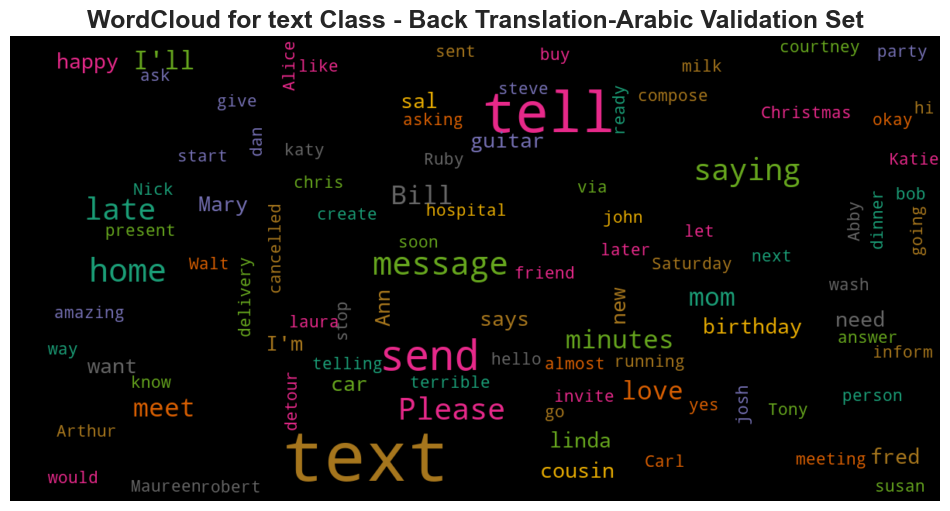 WordCloud for text Class - Back Translation-Arabic Validation Set
happy I'll ask Alice like sent buy courtney party
milk
give steve ready compose Christmas hi
sal asking tell okay
dan guitar
start katy Ruby saying Katie
Nick chris via bob
late Mary Bill hospital create john Abby dinner going
present cancelled soon let
home Walt message friend later Saturday next
delivery wash
amazing laura stop Ann says new mom birthday need
way I'm minutes answer inform
want telling send hello almost running
know car terrible person
meet detour Please invite go love yes josh Tony
Arthur
text linda
would Maureen robert cousin Carl meeting fred
susan